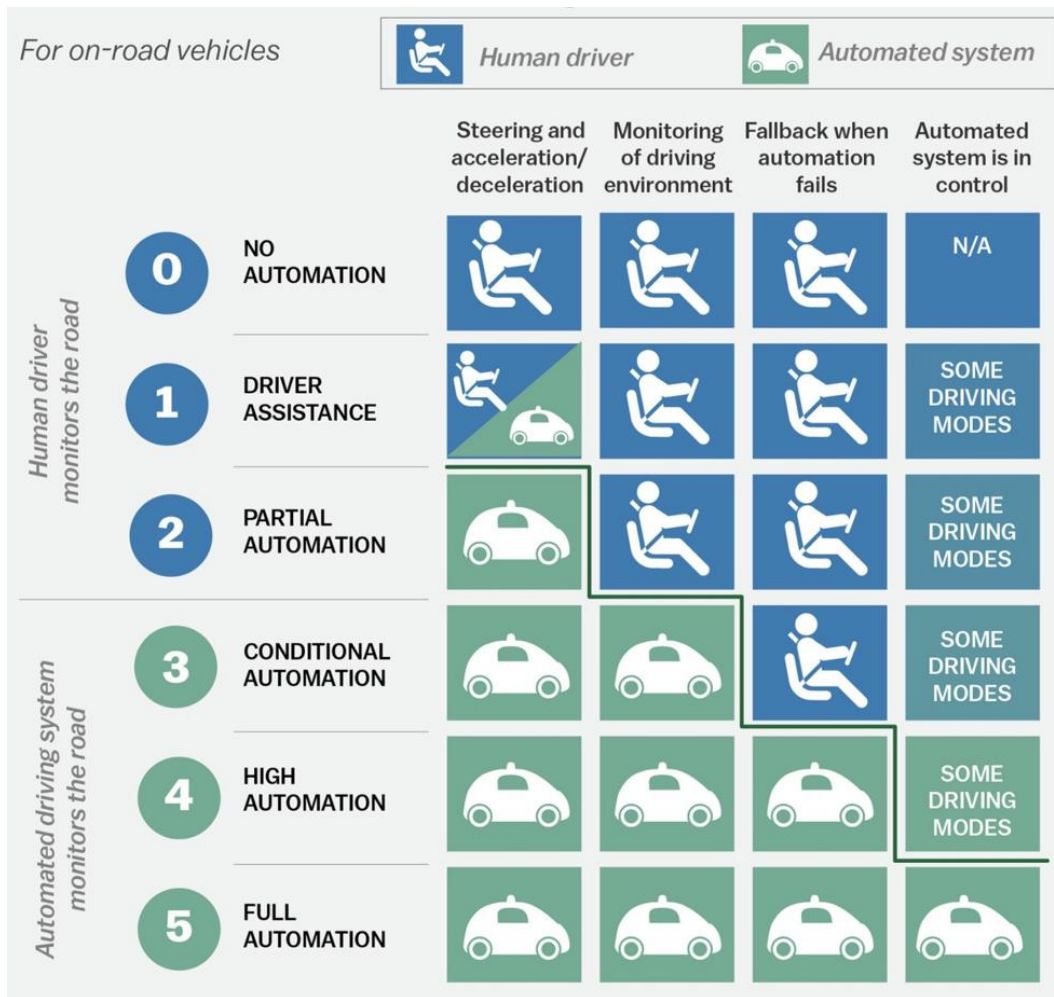 For on-road vehicles
Human driver
Automated system
Steering and
acceleration/
deceleration
Monitoring
of driving
environment
Fallback when
automation
fails
Automated
system is in
control
Human driver
monitors the road
0
NO
AUTOMATION
N/A
1
DRIVER
ASSISTANCE
SOME
DRIVING
MODES
2
PARTIAL
AUTOMATION
SOME
DRIVING
MODES
Automated driving system
monitors the road
3
CONDITIONAL
AUTOMATION
SOME
DRIVING
MODES
4
HIGH
AUTOMATION
SOME
DRIVING
MODES
5
FULL
AUTOMATION